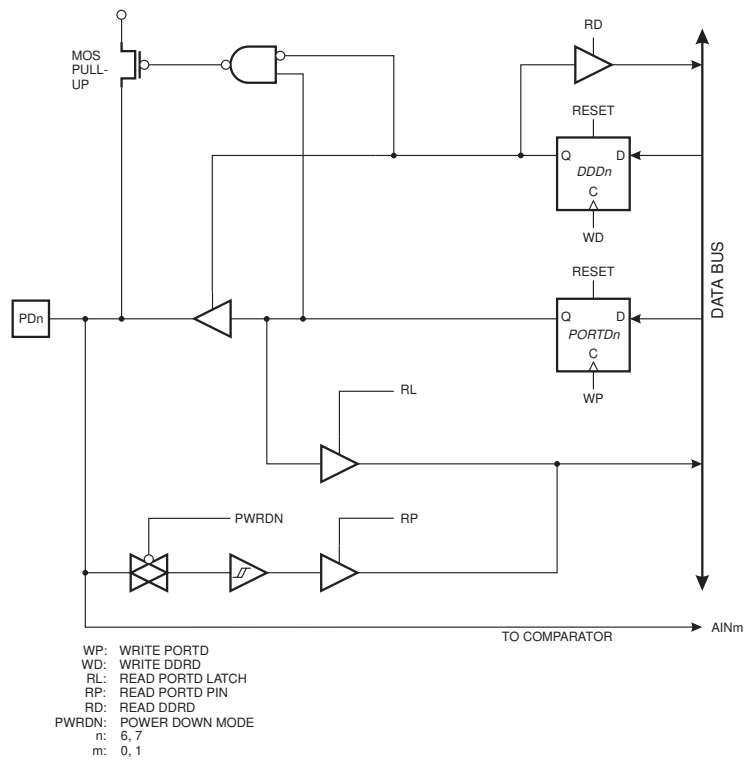 RD
MOS
PULL-
UP
RESET
Q D
DDDn
C
WD
DATA BUS
RESET
PDn
Q D
PORTDn
C
WP
RL
PWRDN
RP
TO COMPARATOR
AINm
WP: WRITE PORTD
WD: WRITE DDRD
RL: READ PORTD LATCH
RP: READ PORTD PIN
RD: READ DDRD
PWRDN: POWER DOWN MODE
n: 6, 7
m: 0, 1